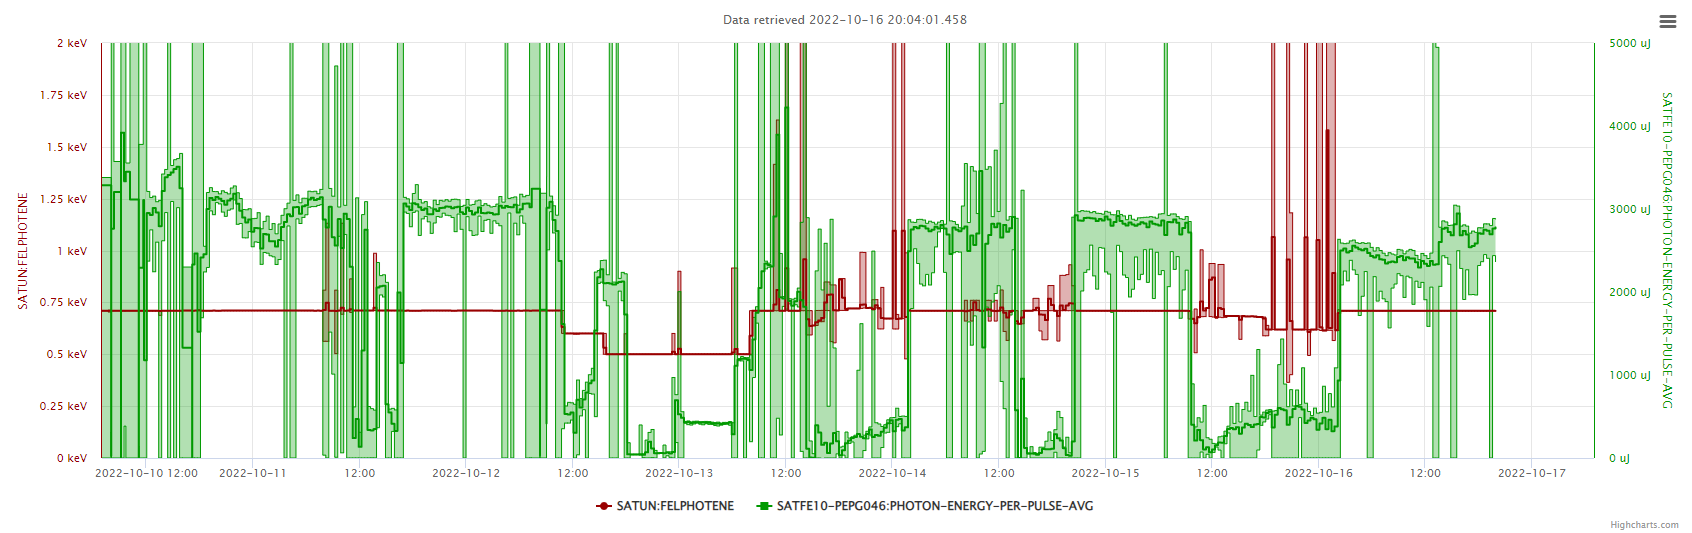 Data retrieved 2022-10-16 20:04:01.458
2 keV
1.75 keV
1.5 keV
1.25 keV
1 keV
0.75 keV
0.5 keV
0.25 keV
0 keV
SATUN:FELPHOTENE
5000 uJ
4000 uJ
3000 uJ
2000 uJ
1000 uJ
0 uJ
SATFE10-PEPG046:PHOTON-ENERGY-PER-PULSE-AVG
2022-10-10 12:00
2022-10-11
12:00
2022-10-12
12:00
2022-10-13
12:00
2022-10-14
12:00
2022-10-15
12:00
2022-10-16
12:00
2022-10-17
SATUN:FELPHOTENE
SATFE10-PEPG046:PHOTON-ENERGY-PER-PULSE-AVG
Highcharts.com